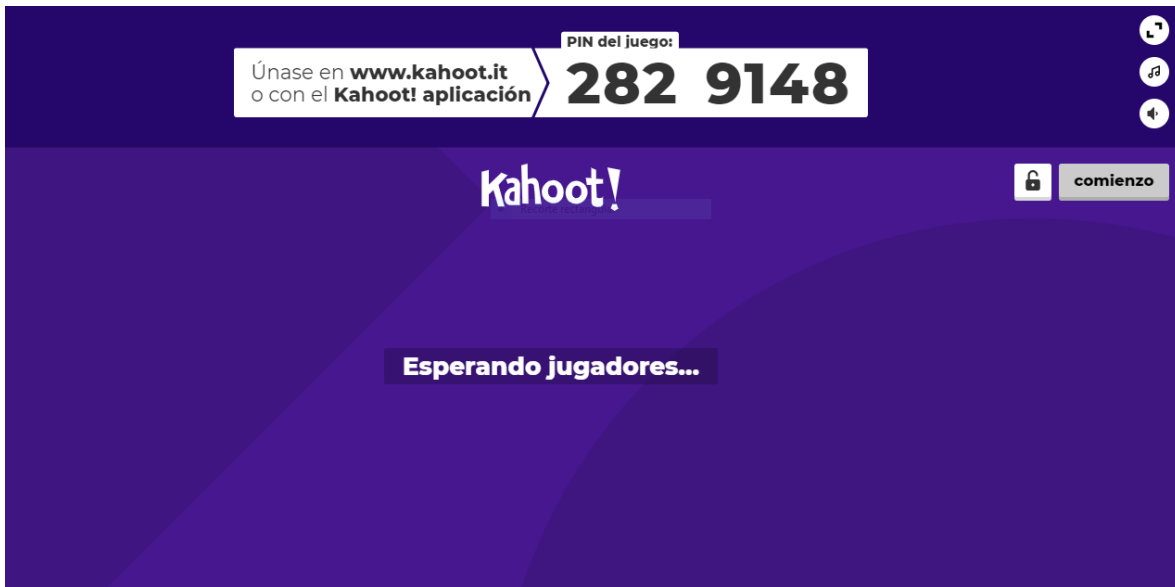 PIN del juego:
Únase en www.kahoot.it
o con el Kahoot! aplicación
282 9148
Kahoot!
comienzo
Esperando jugadores...